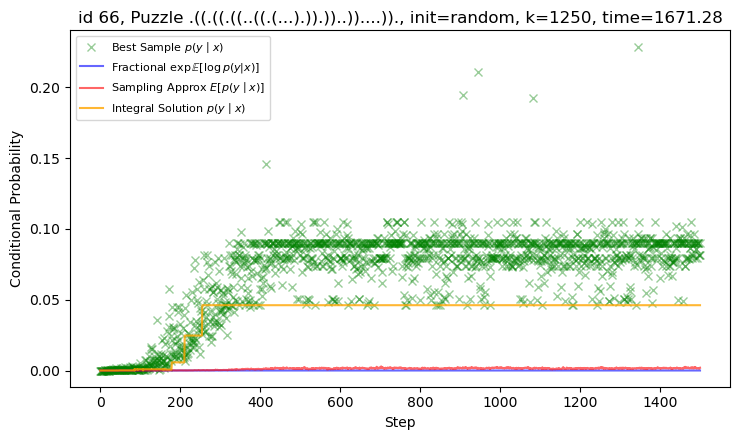 id 66, Puzzle .((.((.((..((.(...).)).))..))....))., init=random, k=1250, time=1671.28
Best Sample p(y | x)
Fractional exp𝔼[log p(y|x)]
Sampling Approx E[p(y | x)]
Integral Solution p(y | x)
Conditional Probability
0.20
0.15
0.10
0.05
0.00
0 200 400 600 800 1000 1200 1400
Step